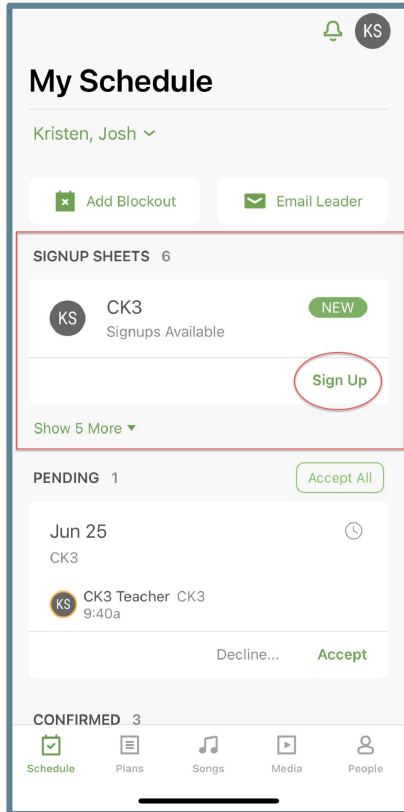 KS
My Schedule
Kristen, Josh
Add Blockout
Email Leader
SIGNUP SHEETS 6
KS
CK3
NEW
Signups Available
Sign Up
Show 5 More
PENDING 1
Accept All
Jun 25
CK3
KS
CK3 Teacher CK3
9:40a
Decline...
Accept
CONFIRMED 3
Schedule
Plans
Songs
Media
People